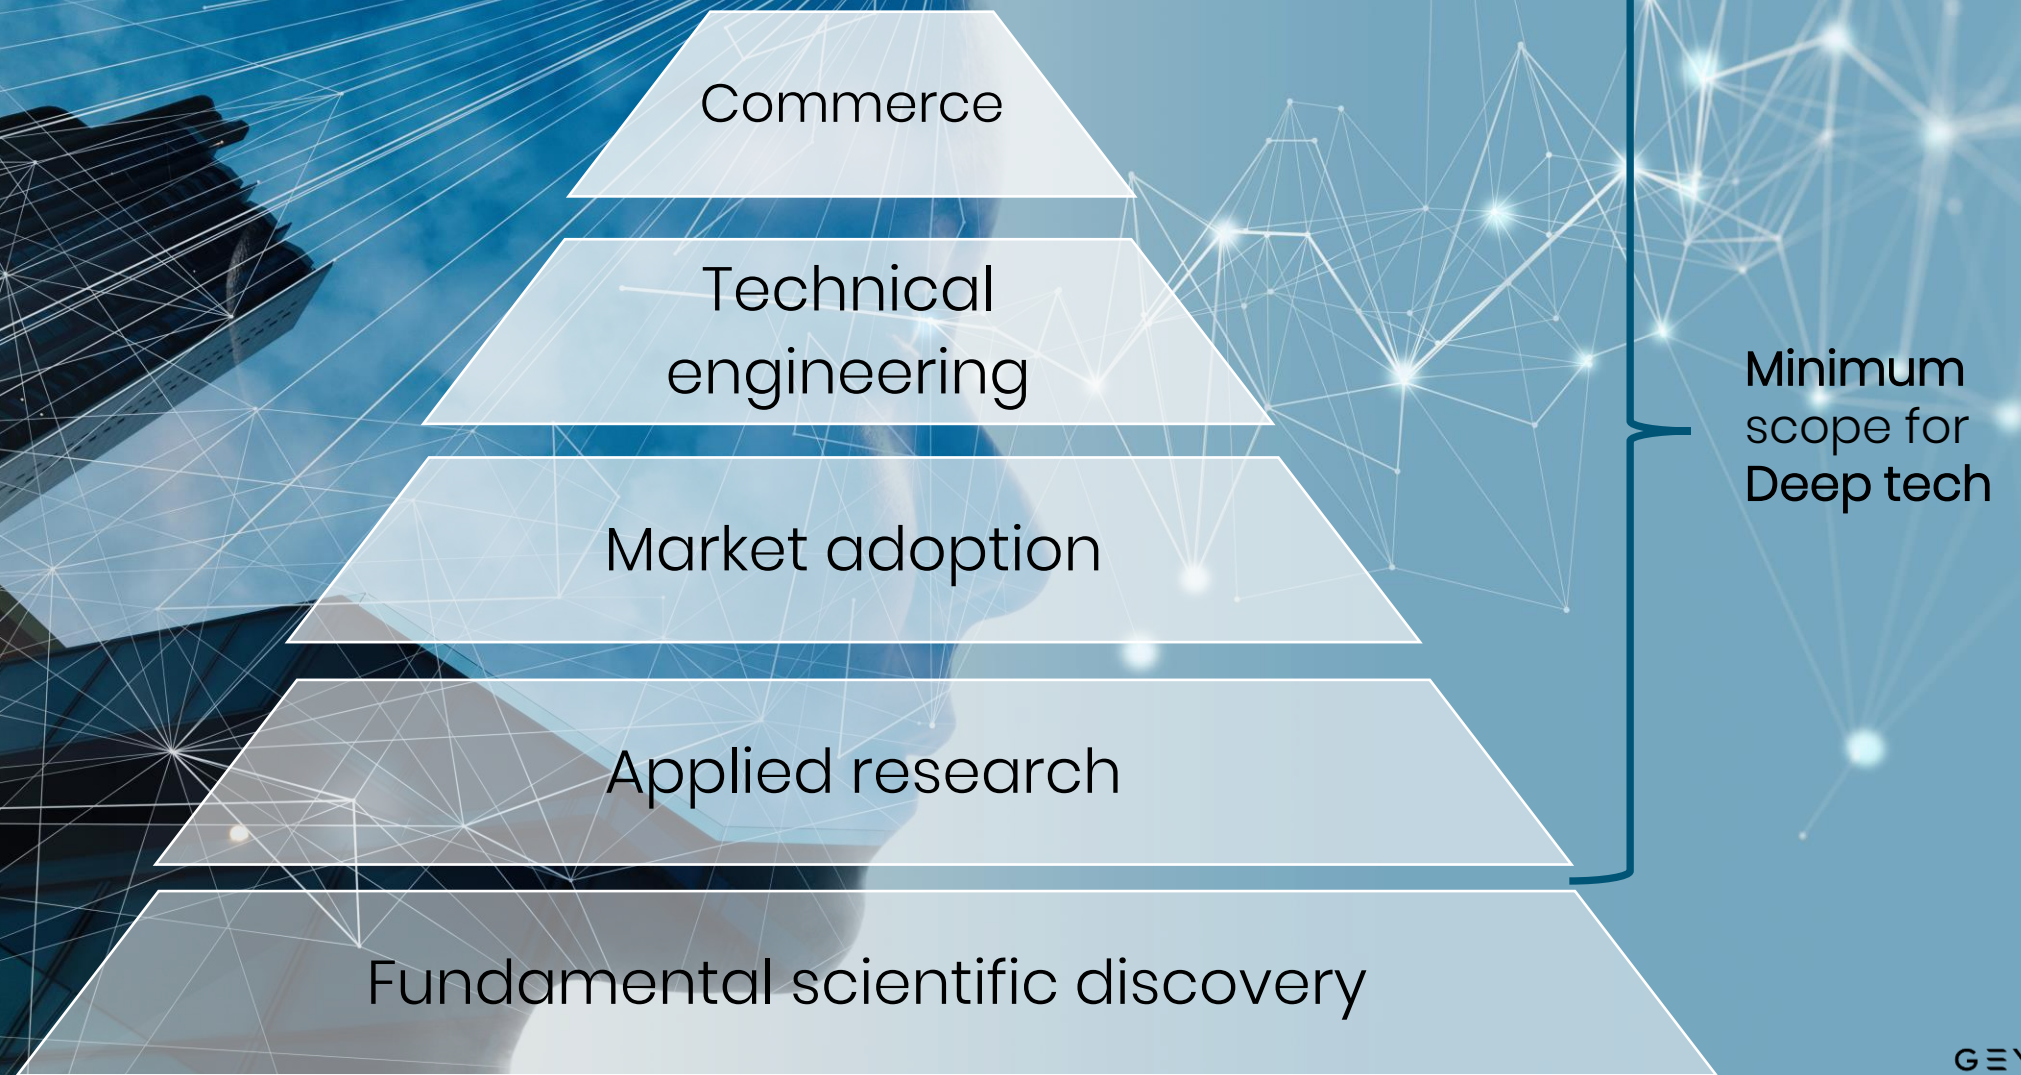 Commerce
Technical
engineering
Market adoption
Applied research
Fundamental scientific discovery
Minimum
scope for
Deep tech